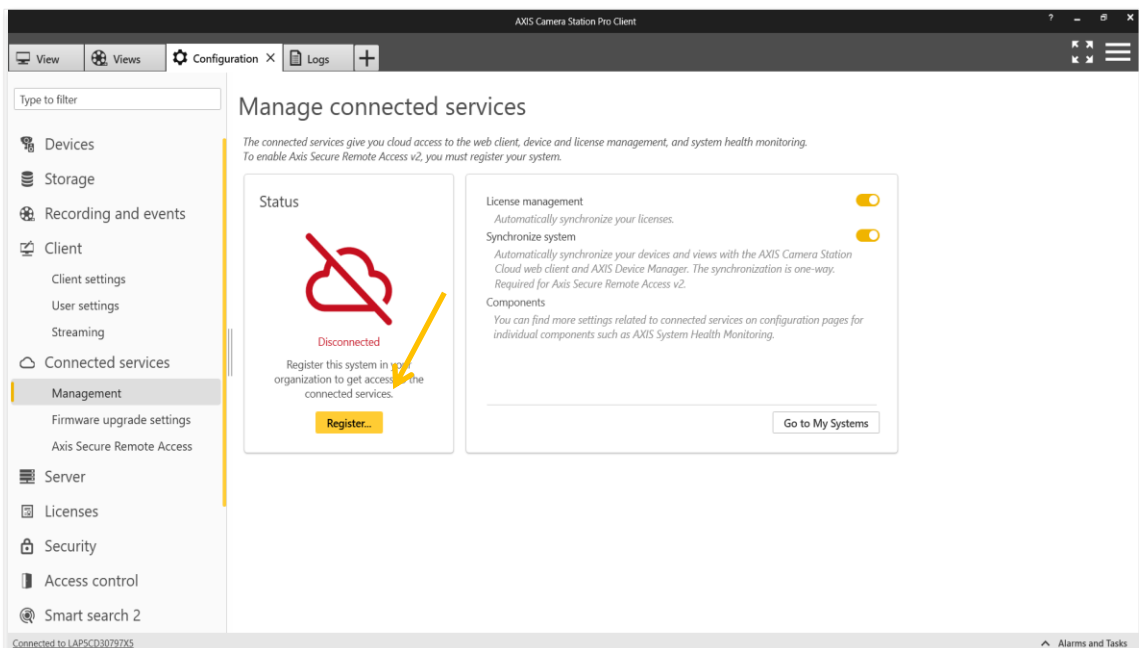 AXIS Camera Station Pro Client
?
View
Views
Configuration
Logs
Type to filter
Devices
Storage
Recording and events
Client
Client settings
User settings
Streaming
Connected services
Management
Firmware upgrade settings
Axis Secure Remote Access
Server
Licenses
Security
Access control
Smart search 2
Manage connected services
The connected services give you cloud access to the web client, device and license management, and system health monitoring.
To enable Axis Secure Remote Access v2, you must register your system.
Status
Disconnected
Register this system in your
organization to get access to the
connected services.
Register...
License management
Automatically synchronize your licenses.
Synchronize system
Automatically synchronize your devices and views with the AXIS Camera Station
Cloud web client and AXIS Device Manager. The synchronization is one-way.
Required for Axis Secure Remote Access v2.
Components
You can find more settings related to connected services on configuration pages for
individual components such as AXIS System Health Monitoring.
Go to My Systems
Connected to LAP5CD30797X5
Alarms and Tasks